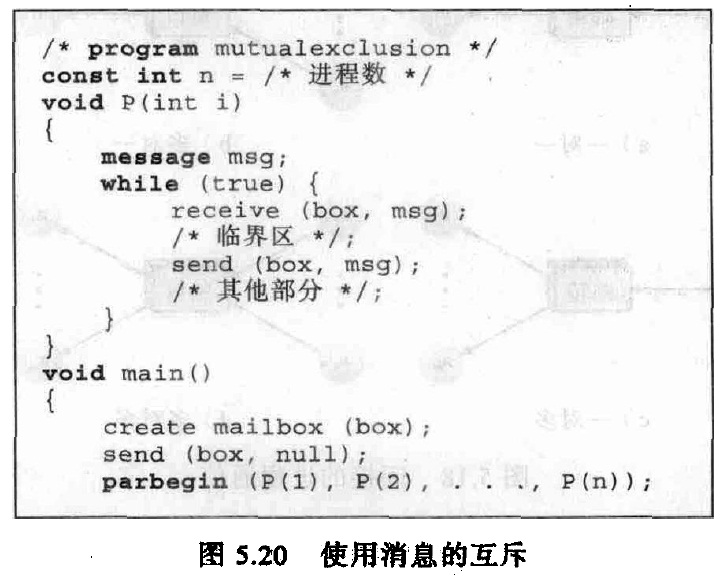 /* program mutualexclusion */
const int n = /* 进程数 */
void P(int i)
{
message msg;
while (true) {
receive (box, msg);
/* 临界区 */;
send (box, msg);
/* 其他部分 */;
}
}
void main()
{
create mailbox (box);
send (box, null);
parbegin (P(1), P(2), . . ., P(n));
图 5.20 使用消息的互斥